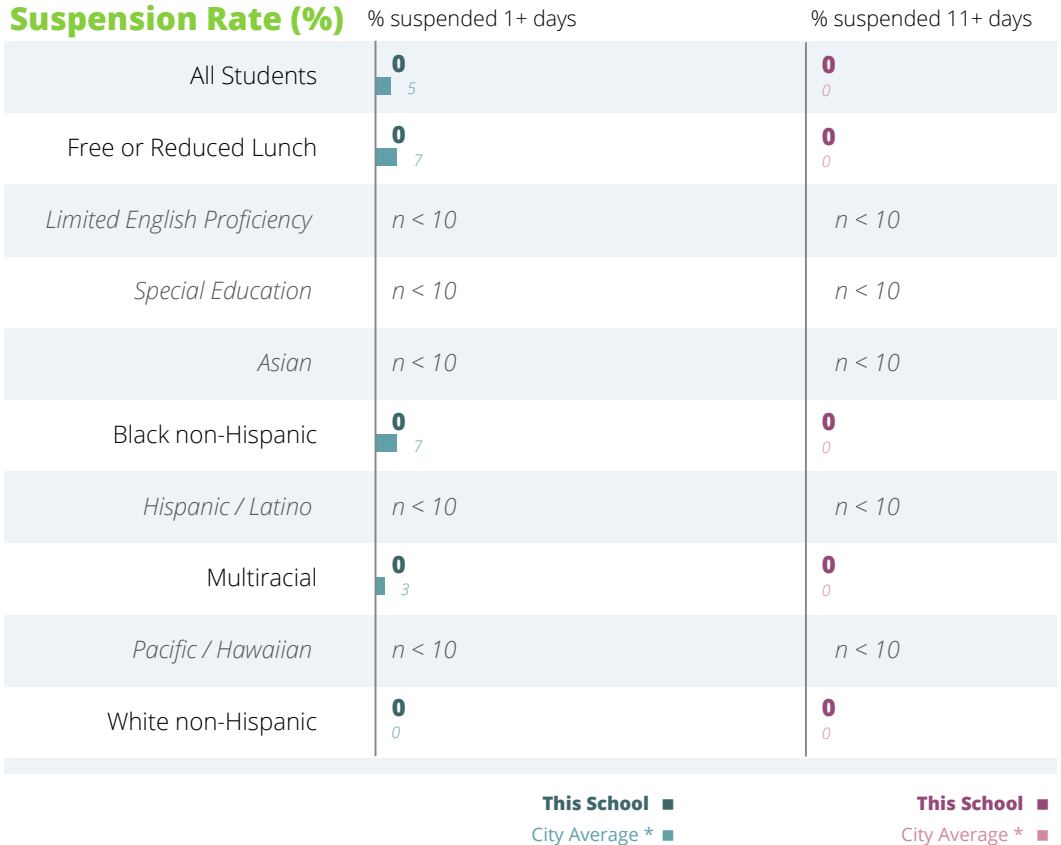 Suspension Rate (%) % suspended 1+ days % suspended 11+ days
All Students 0 0
5 0
Free or Reduced Lunch 0 0
7 0
Limited English Proficiency n < 10 n < 10
Special Education n < 10 n < 10
Asian n < 10 n < 10
Black non-Hispanic 0 0
7 0
Hispanic / Latino n < 10 n < 10
Multiracial 0 0
3 0
Pacific / Hawaiian n < 10 n < 10
White non-Hispanic 0 0
0 0
This School This School
City Average * City Average *